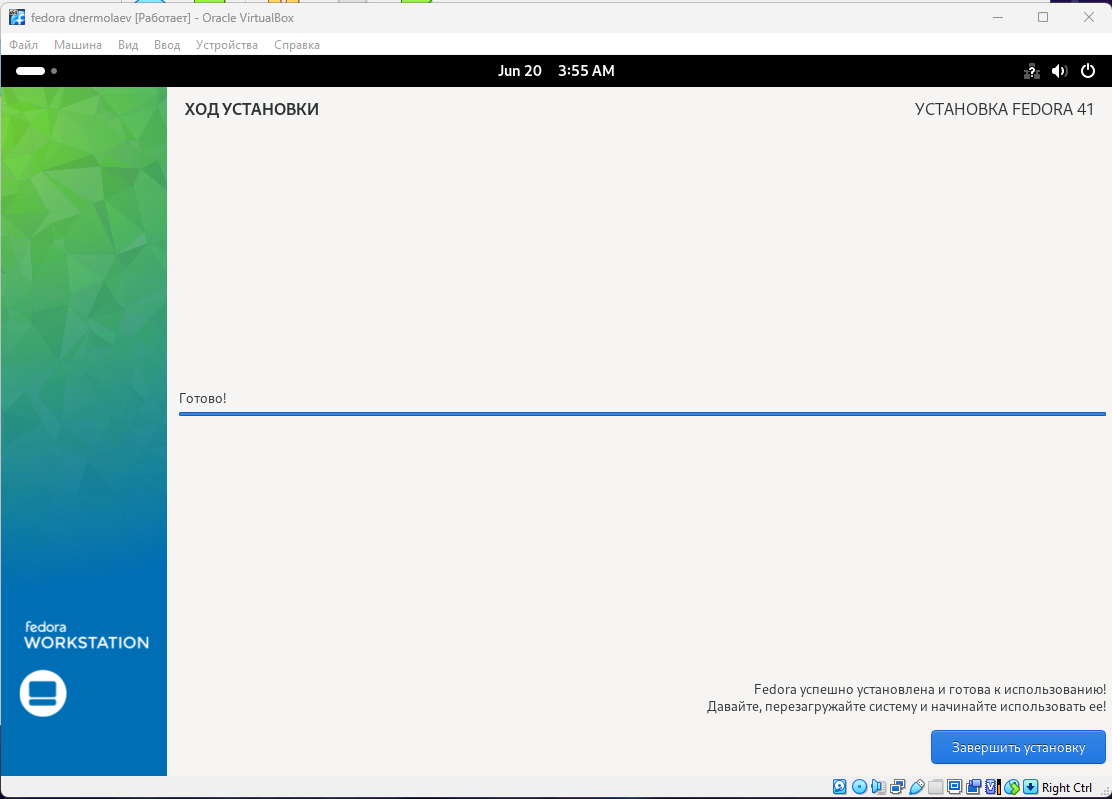 fedora dnermolaev [Работает] - Oracle VirtualBox
Файл Машина Вид Ввод Устройства Справка
Jun 20 3:55 AM
ХОД УСТАНОВКИ
УСТАНОВКА FEDORA 41
Готово!
fedora
WORKSTATION
Fedora успешно установлена и готова к использованию!
Давайте, перезагружайте систему и начинайте использовать ее!
Завершить установку
Right Ctrl